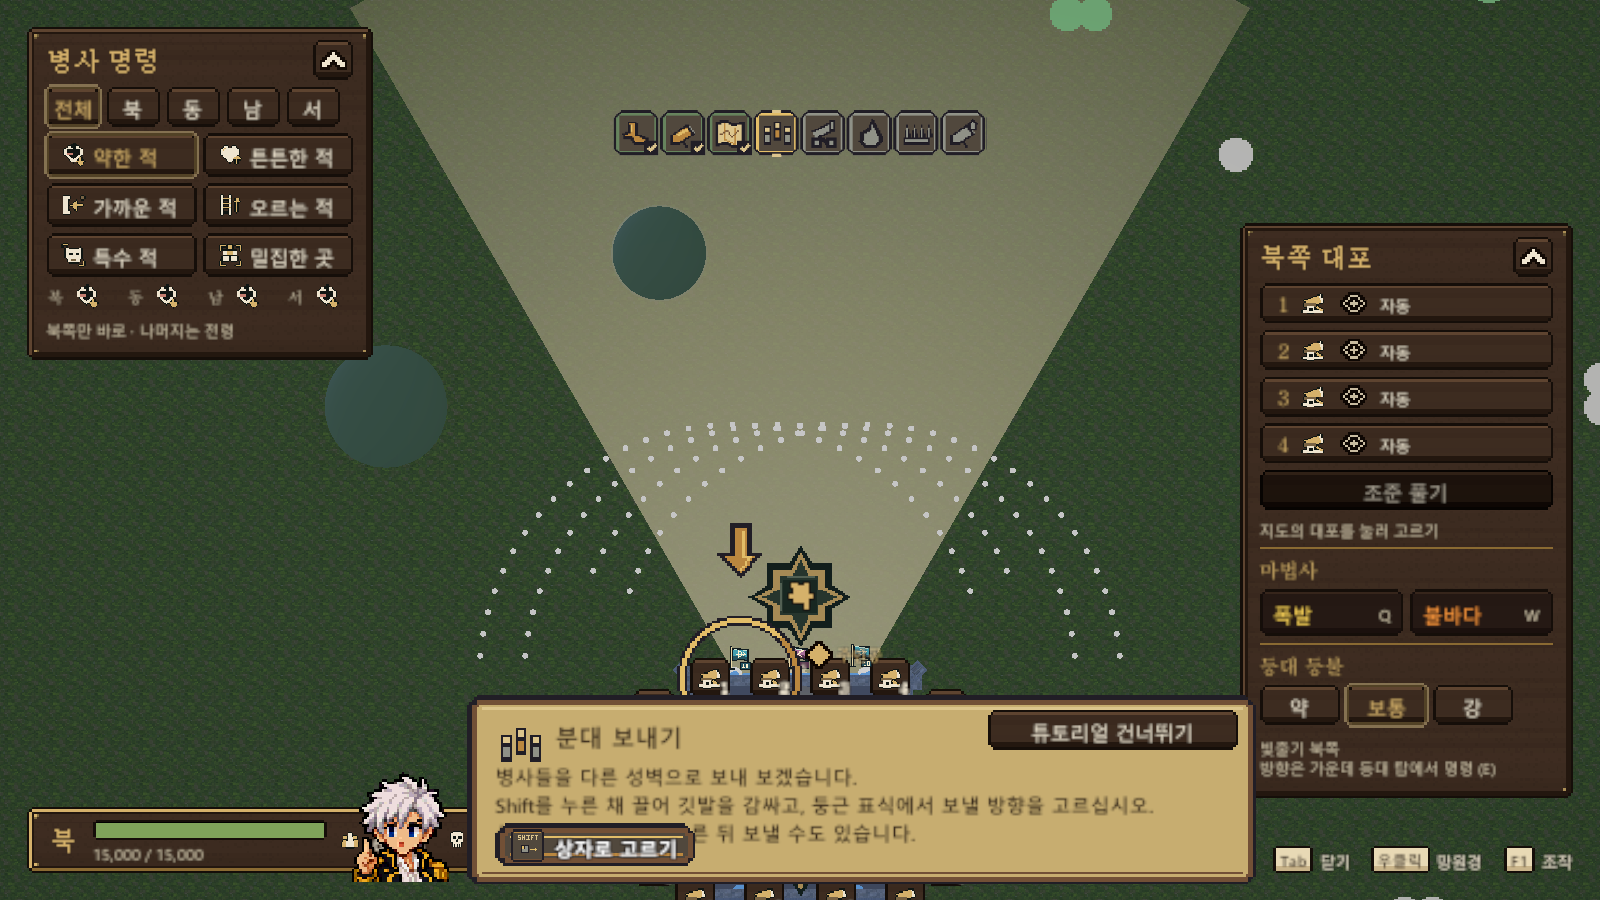 병사 명령
전체 북 동 남 서
약한 적 튼튼한 적
가까운 적 오르는 적
특수 적 밀집한 곳
북 동 남 서
북쪽만 바로 · 나머지는 전령
북쪽 대포
1 자동
2 자동
3 자동
4 자동
조준 풀기
지도의 대포를 눌러 고르기
마법사
폭발 Q 불바다 W
등대 등불
약 보통 강
빛줄기 북쪽
방향은 가운데 등대 탑에서 명령 (E)
분대 보내기
튜토리얼 건너뛰기
병사들을 다른 성벽으로 보내 보겠습니다.
Shift를 누른 채 끌어 깃발을 감싸고, 둥근 표식에서 보낼 방향을 고르십시오.
른 뒤 보낼 수도 있습니다.
SHIFT
상자로 고르기
북
15,000 / 15,000
Tab 닫기 우클릭 망원경 F1 조작